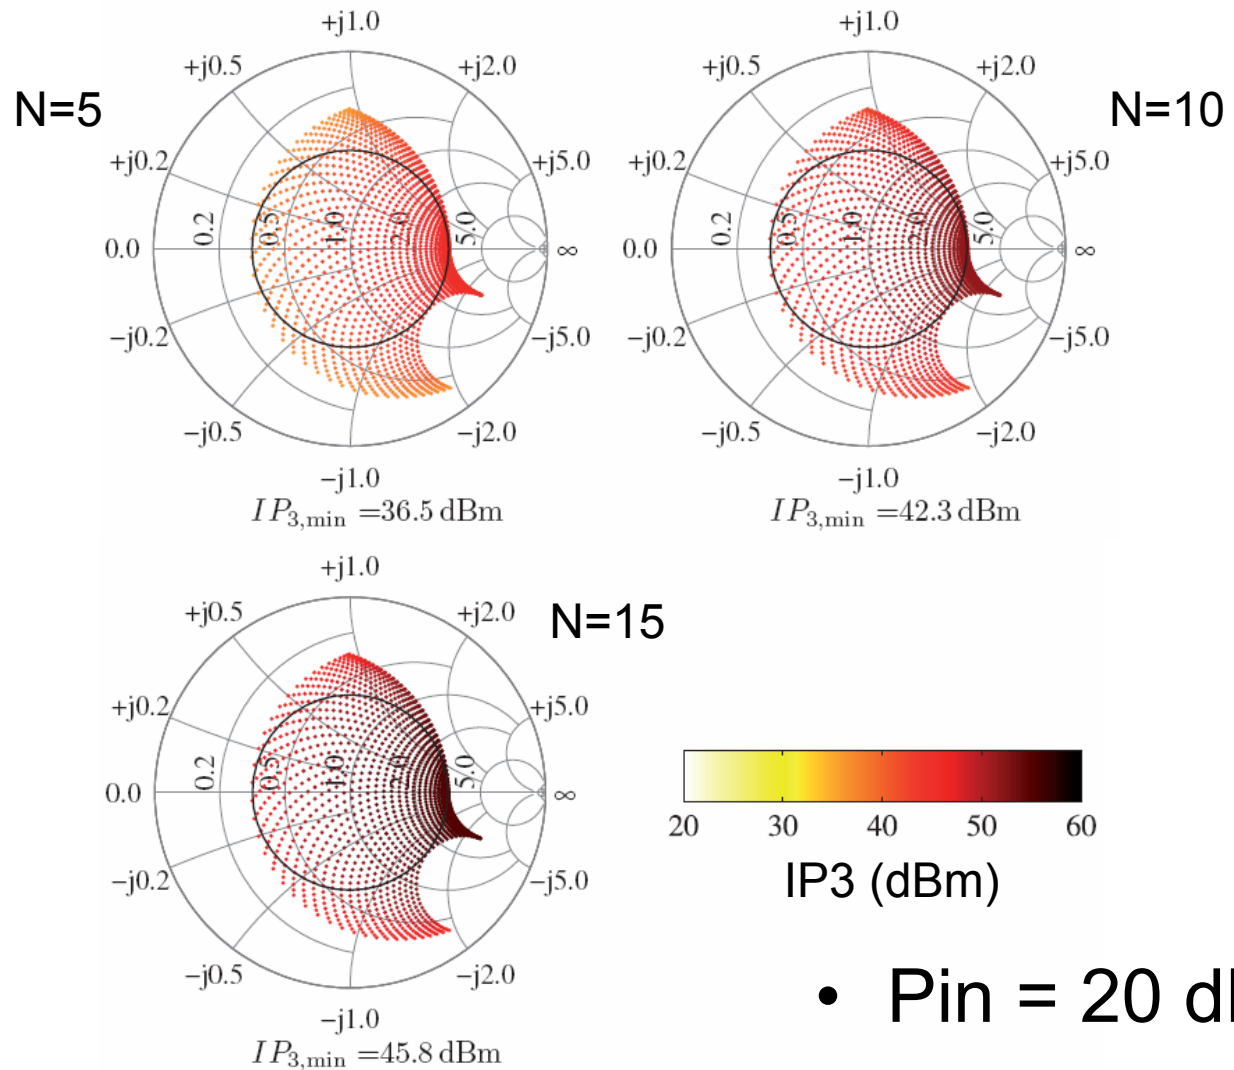 N=5
+j1.0
+j0.5
+j2.0
+j0.2
+j5.0
0.0
0.2
0.5
1.0
2.0
5.0
∞
−j0.2
−j5.0
−j0.5
−j2.0
−j1.0
IP3,min =36.5 dBm
N=10
+j1.0
+j0.5
+j2.0
+j0.2
+j5.0
0.0
0.2
0.5
1.0
2.0
5.0
∞
−j0.2
−j5.0
−j0.5
−j2.0
−j1.0
IP3,min =42.3 dBm
N=15
+j1.0
+j0.5
+j2.0
+j0.2
+j5.0
0.0
0.2
0.5
1.0
2.0
5.0
∞
−j0.2
−j5.0
−j0.5
−j2.0
−j1.0
IP3,min =45.8 dBm
20 30 40 50 60
IP3 (dBm)
• Pin = 20 d